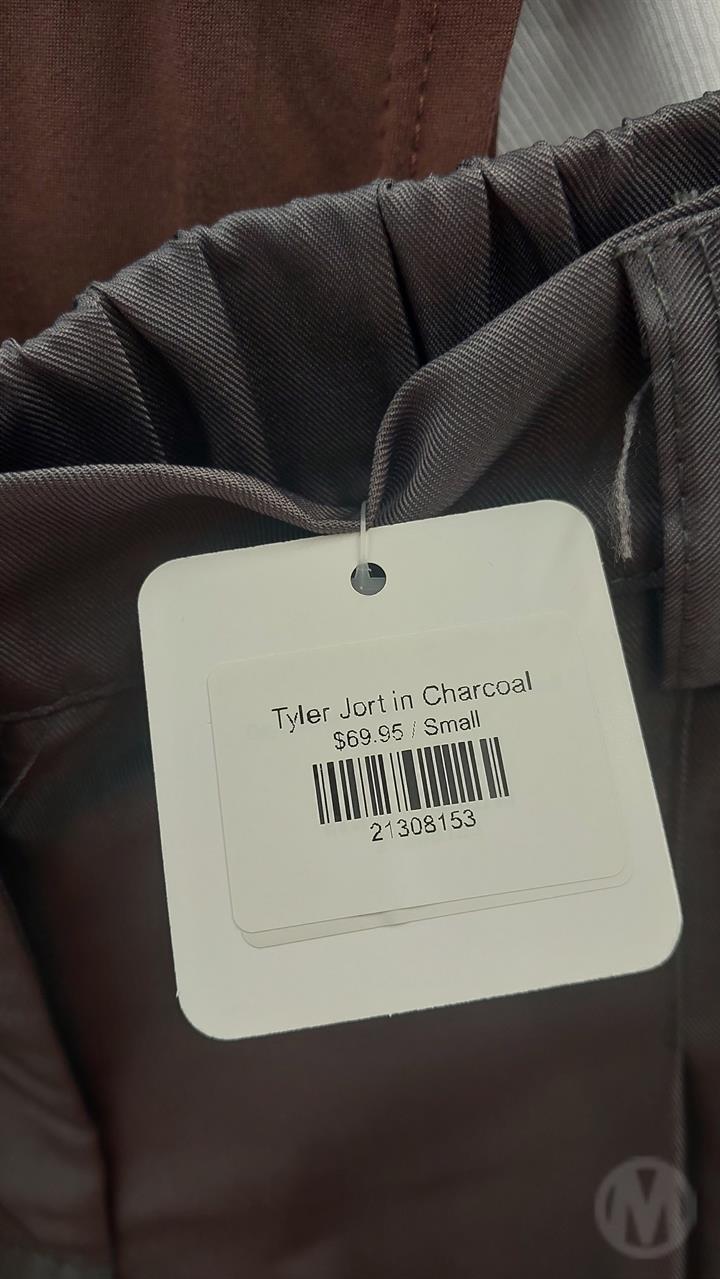 Tyler Jort in Charcoal
$69.95 / Small
21308153
M